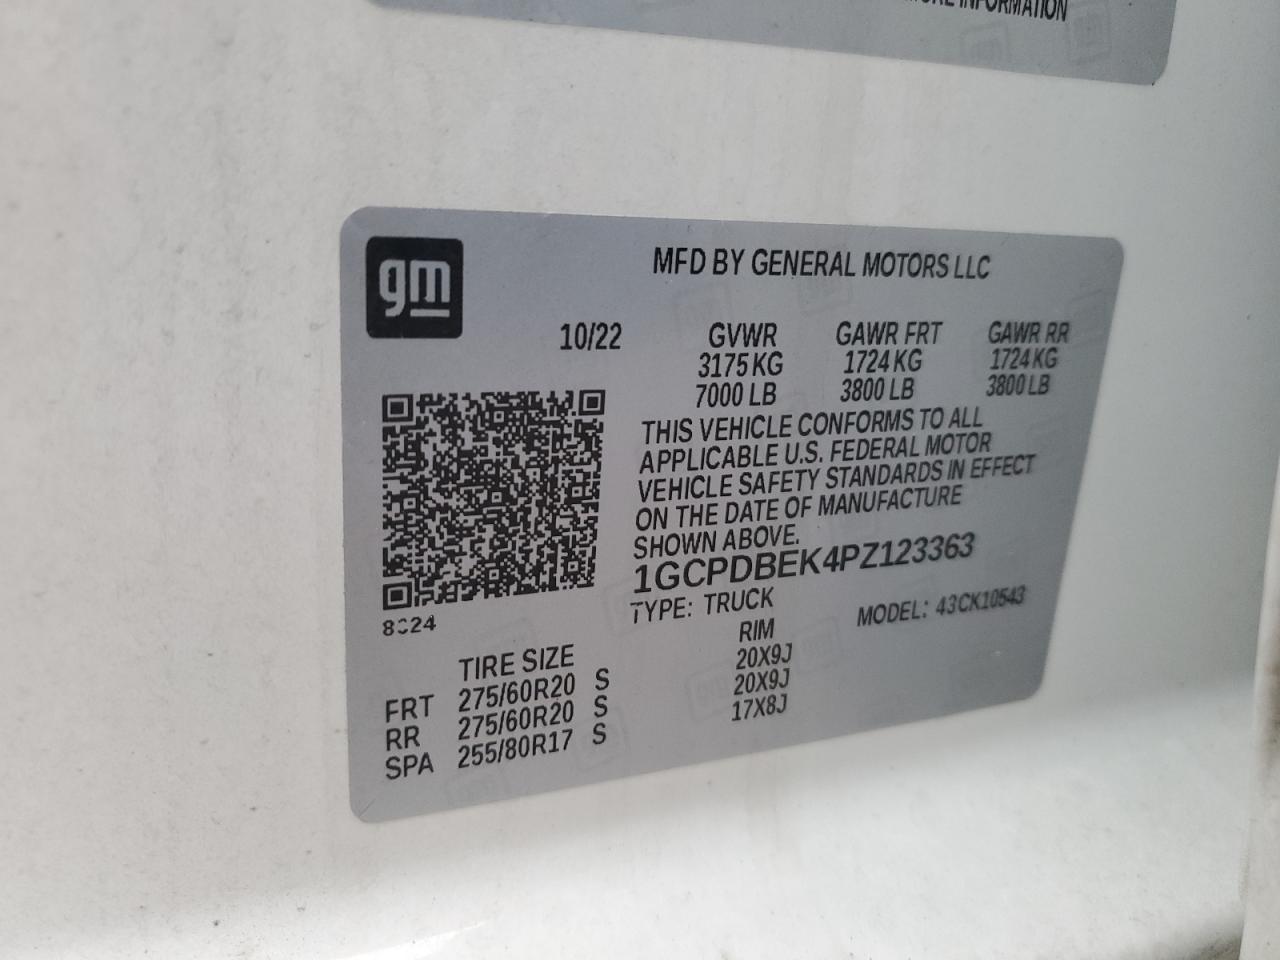 INFORMATION
gm
MFD BY GENERAL MOTORS LLC
10/22 GVWR GAWR FRT GAWR RR
3175 KG 1724 KG 1724 KG
7000 LB 3800 LB 3800 LB
THIS VEHICLE CONFORMS TO ALL
APPLICABLE U.S. FEDERAL MOTOR
VEHICLE SAFETY STANDARDS IN EFFECT
ON THE DATE OF MANUFACTURE
SHOWN ABOVE.
1GCPDBEK4PZ123363
TYPE: TRUCK MODEL: 43CK10543
TIRE SIZE RIM
FRT 275/60R20 S 20X9J
RR 275/60R20 S 20X9J
SPA 255/80R17 S 17X8J